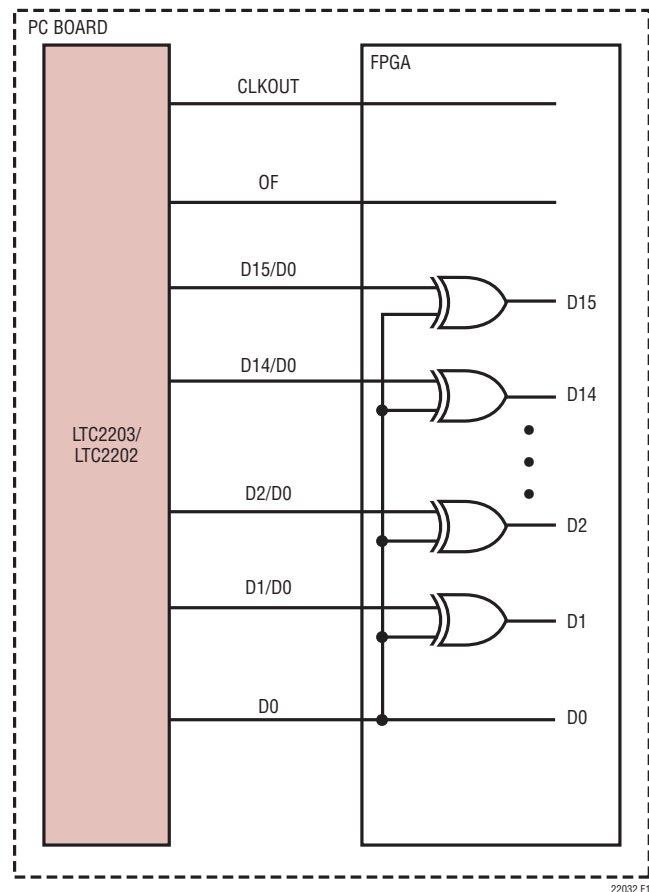 PC BOARD
FPGA
CLKOUT
OF
D15/D0
D15
D14/D0
D14
LTC2203/
LTC2202
D2/D0
D2
D1/D0
D1
D0
D0
22032 F1